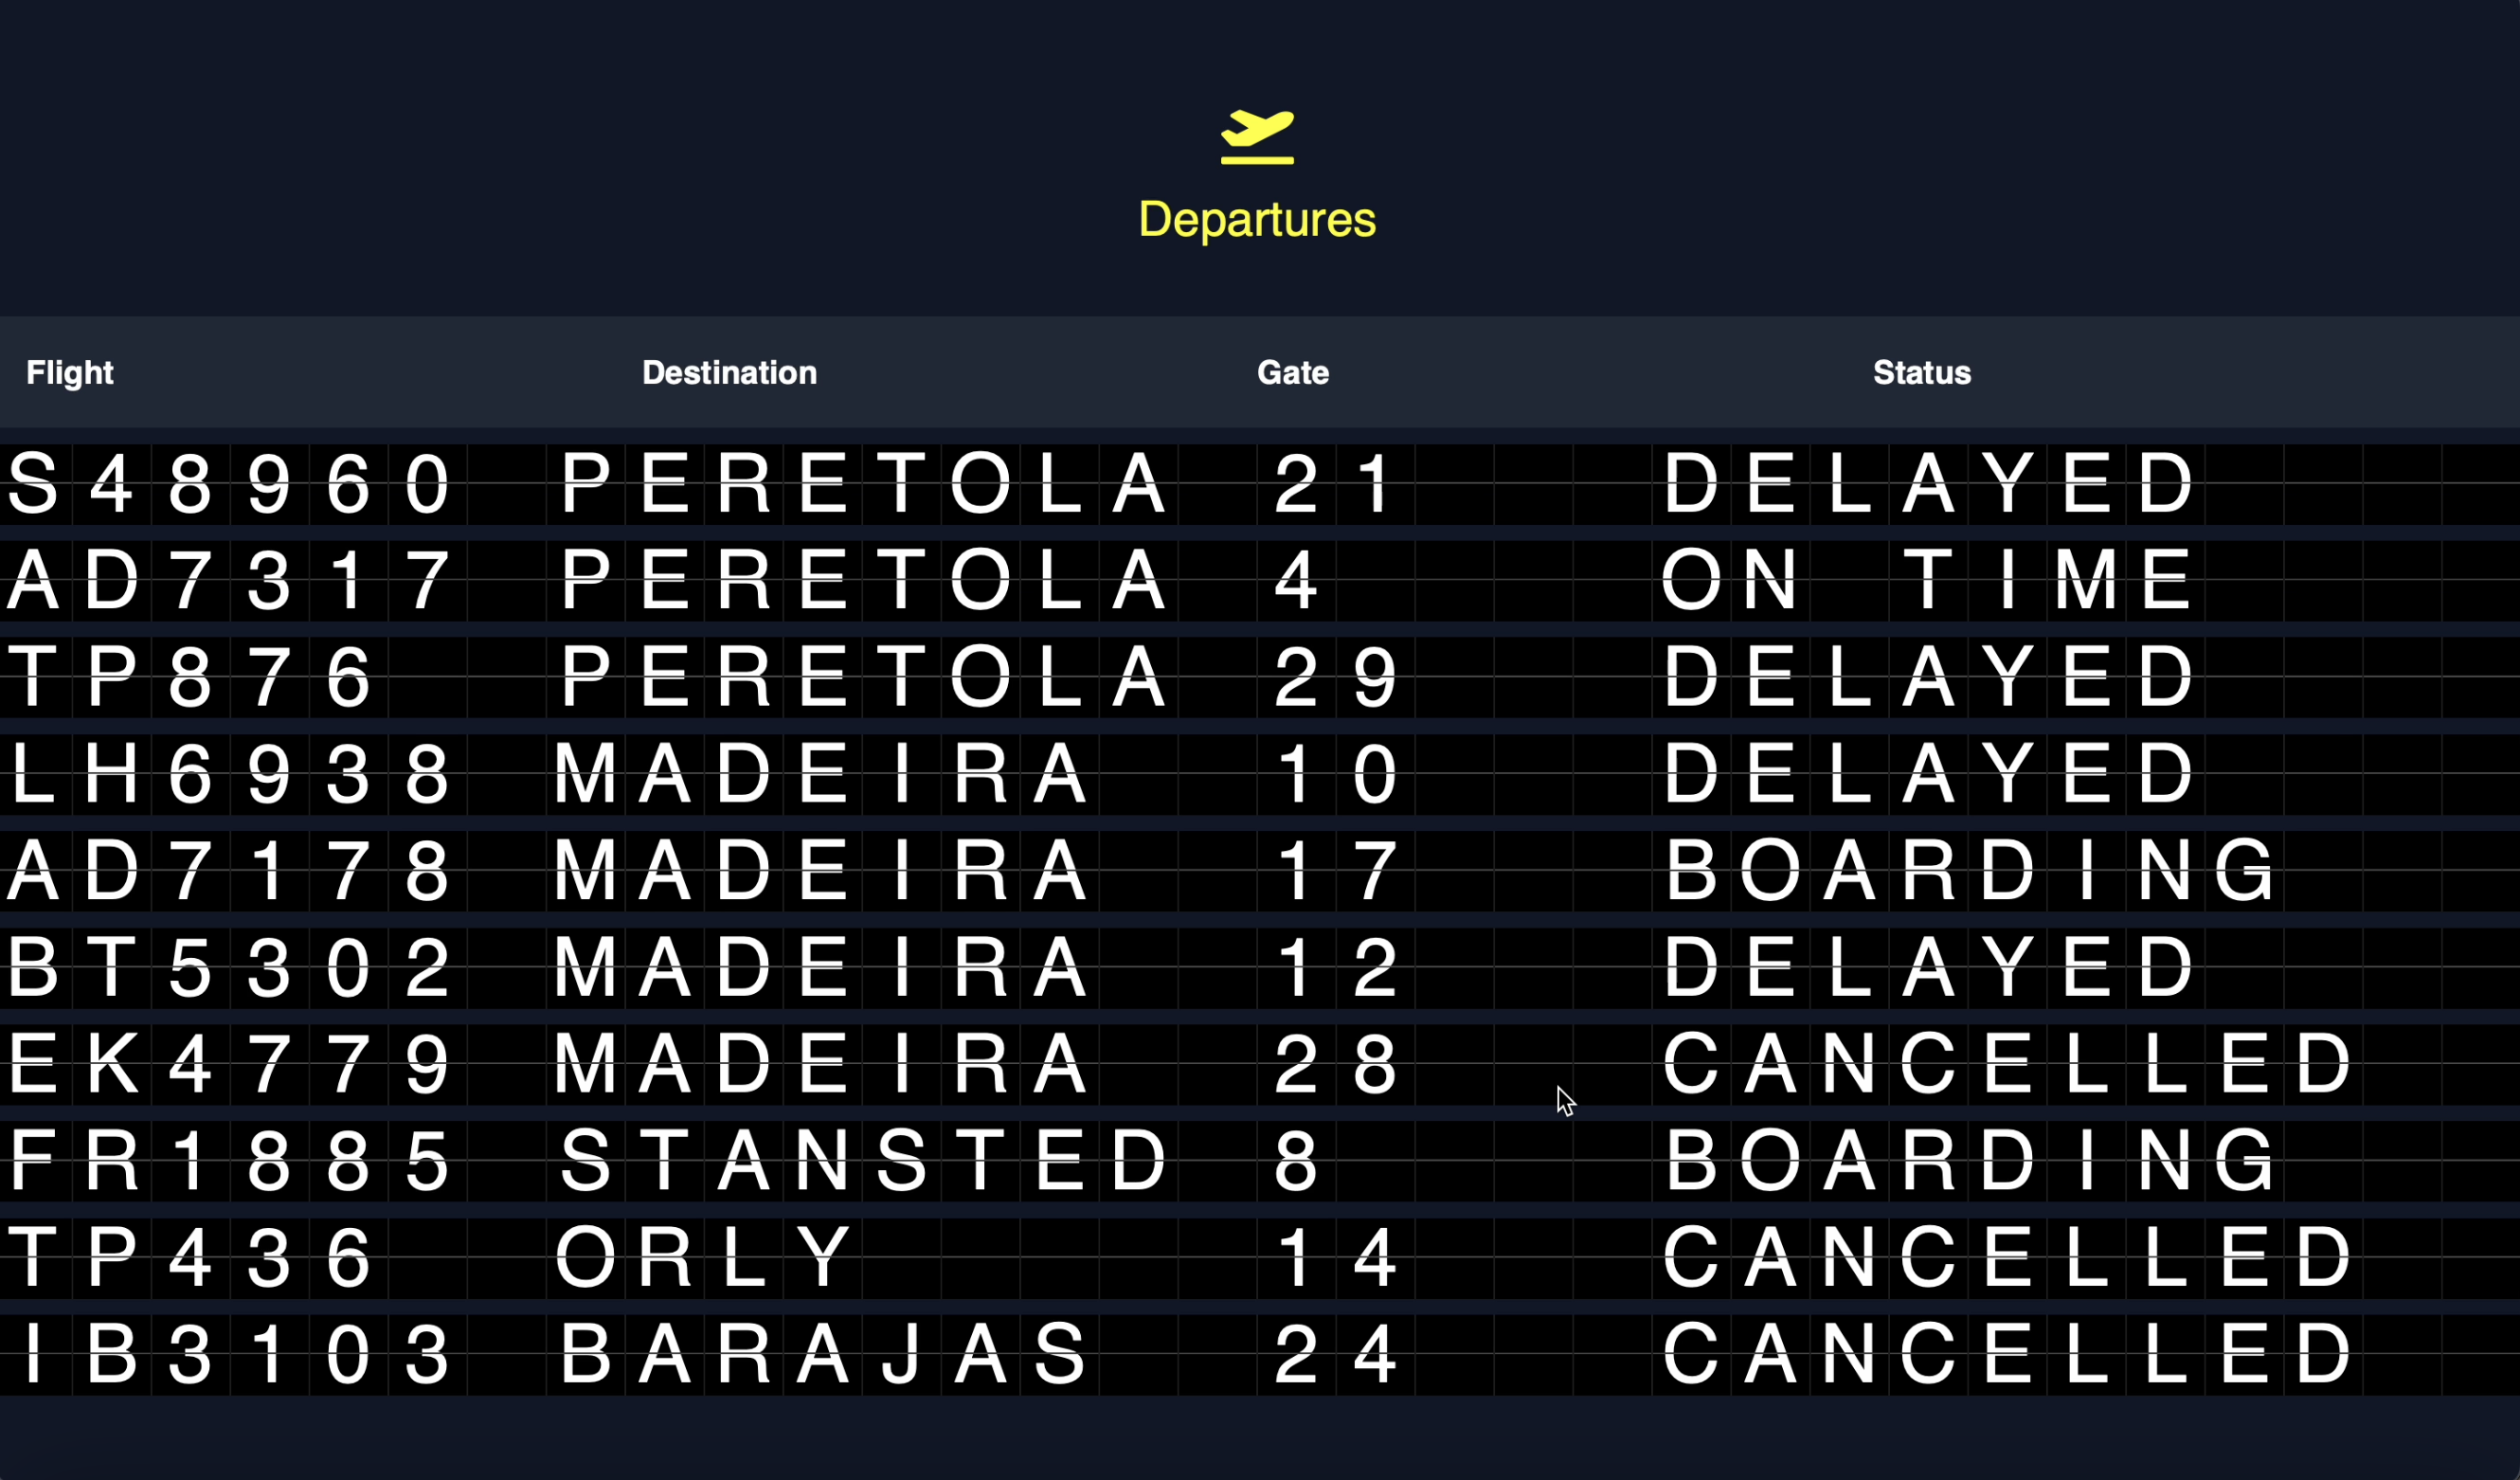 Departures
Flight Destination Gate Status
S48960 PERETOLA 21 DELAYED
AD7317 PERETOLA 4 ON TIME
TP876 PERETOLA 29 DELAYED
LH6938 MADEIRA 10 DELAYED
AD7178 MADEIRA 17 BOARDING
BT5302 MADEIRA 12 DELAYED
EK4779 MADEIRA 28 CANCELLED
FR1885 STANSTED 8 BOARDING
TP436 ORLY 14 CANCELLED
IB3103 BARAJAS 24 CANCELLED